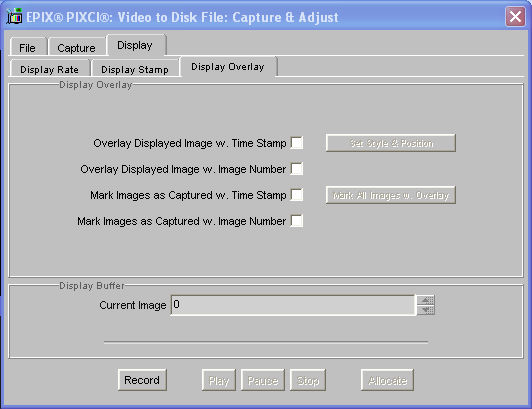 EPIX® PIXCI®: Video to Disk File: Capture & Adjust
File Capture Display
Display Rate Display Stamp Display Overlay
Display Overlay
Overlay Displayed Image w. Time Stamp Set Style & Position
Overlay Displayed Image w. Image Number
Mark Images as Captured w. Time Stamp Mark All Images w. Overlay
Mark Images as Captured w. Image Number
Display Buffer
Current Image 0
Record Play Pause Stop Allocate